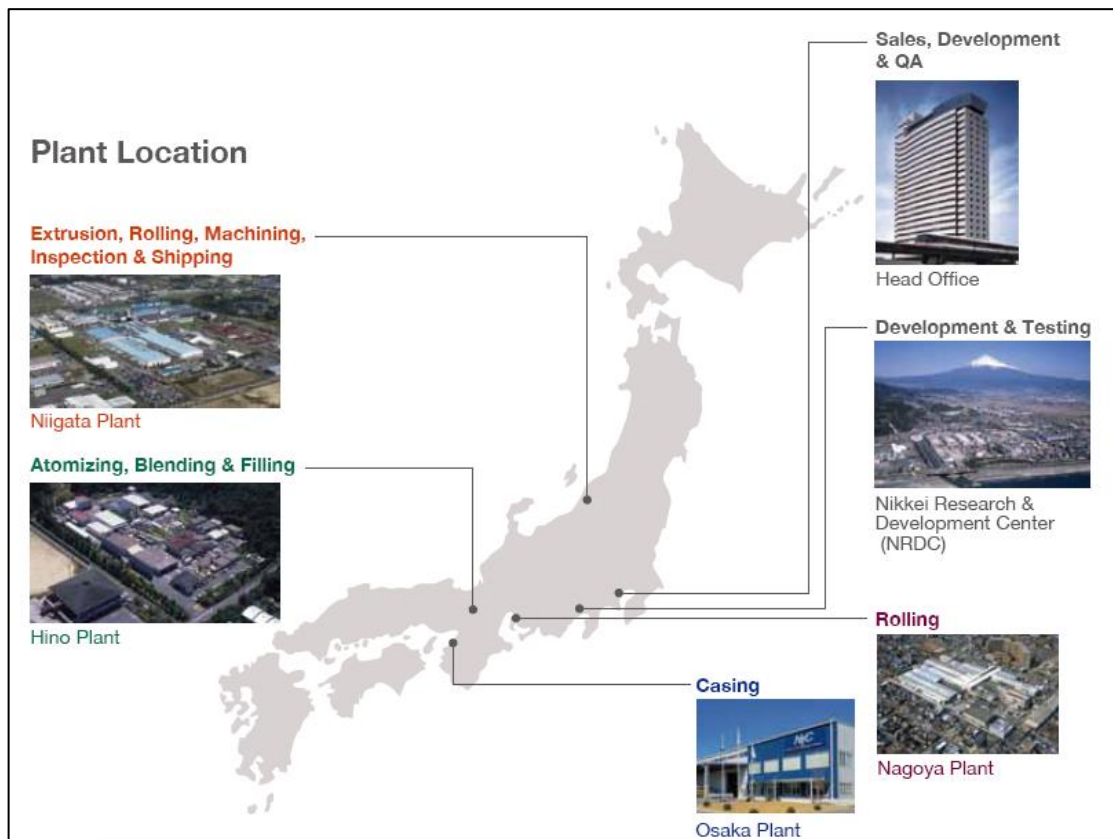 Plant Location
Extrusion, Rolling, Machining,
Inspection & Shipping
Niigata Plant
Atomizing, Blending & Filling
Hino Plant
Sales, Development
& QA
Head Office
Development & Testing
Nikkei Research &
Development Center
(NRDC)
Rolling
Nagoya Plant
Casing
Osaka Plant